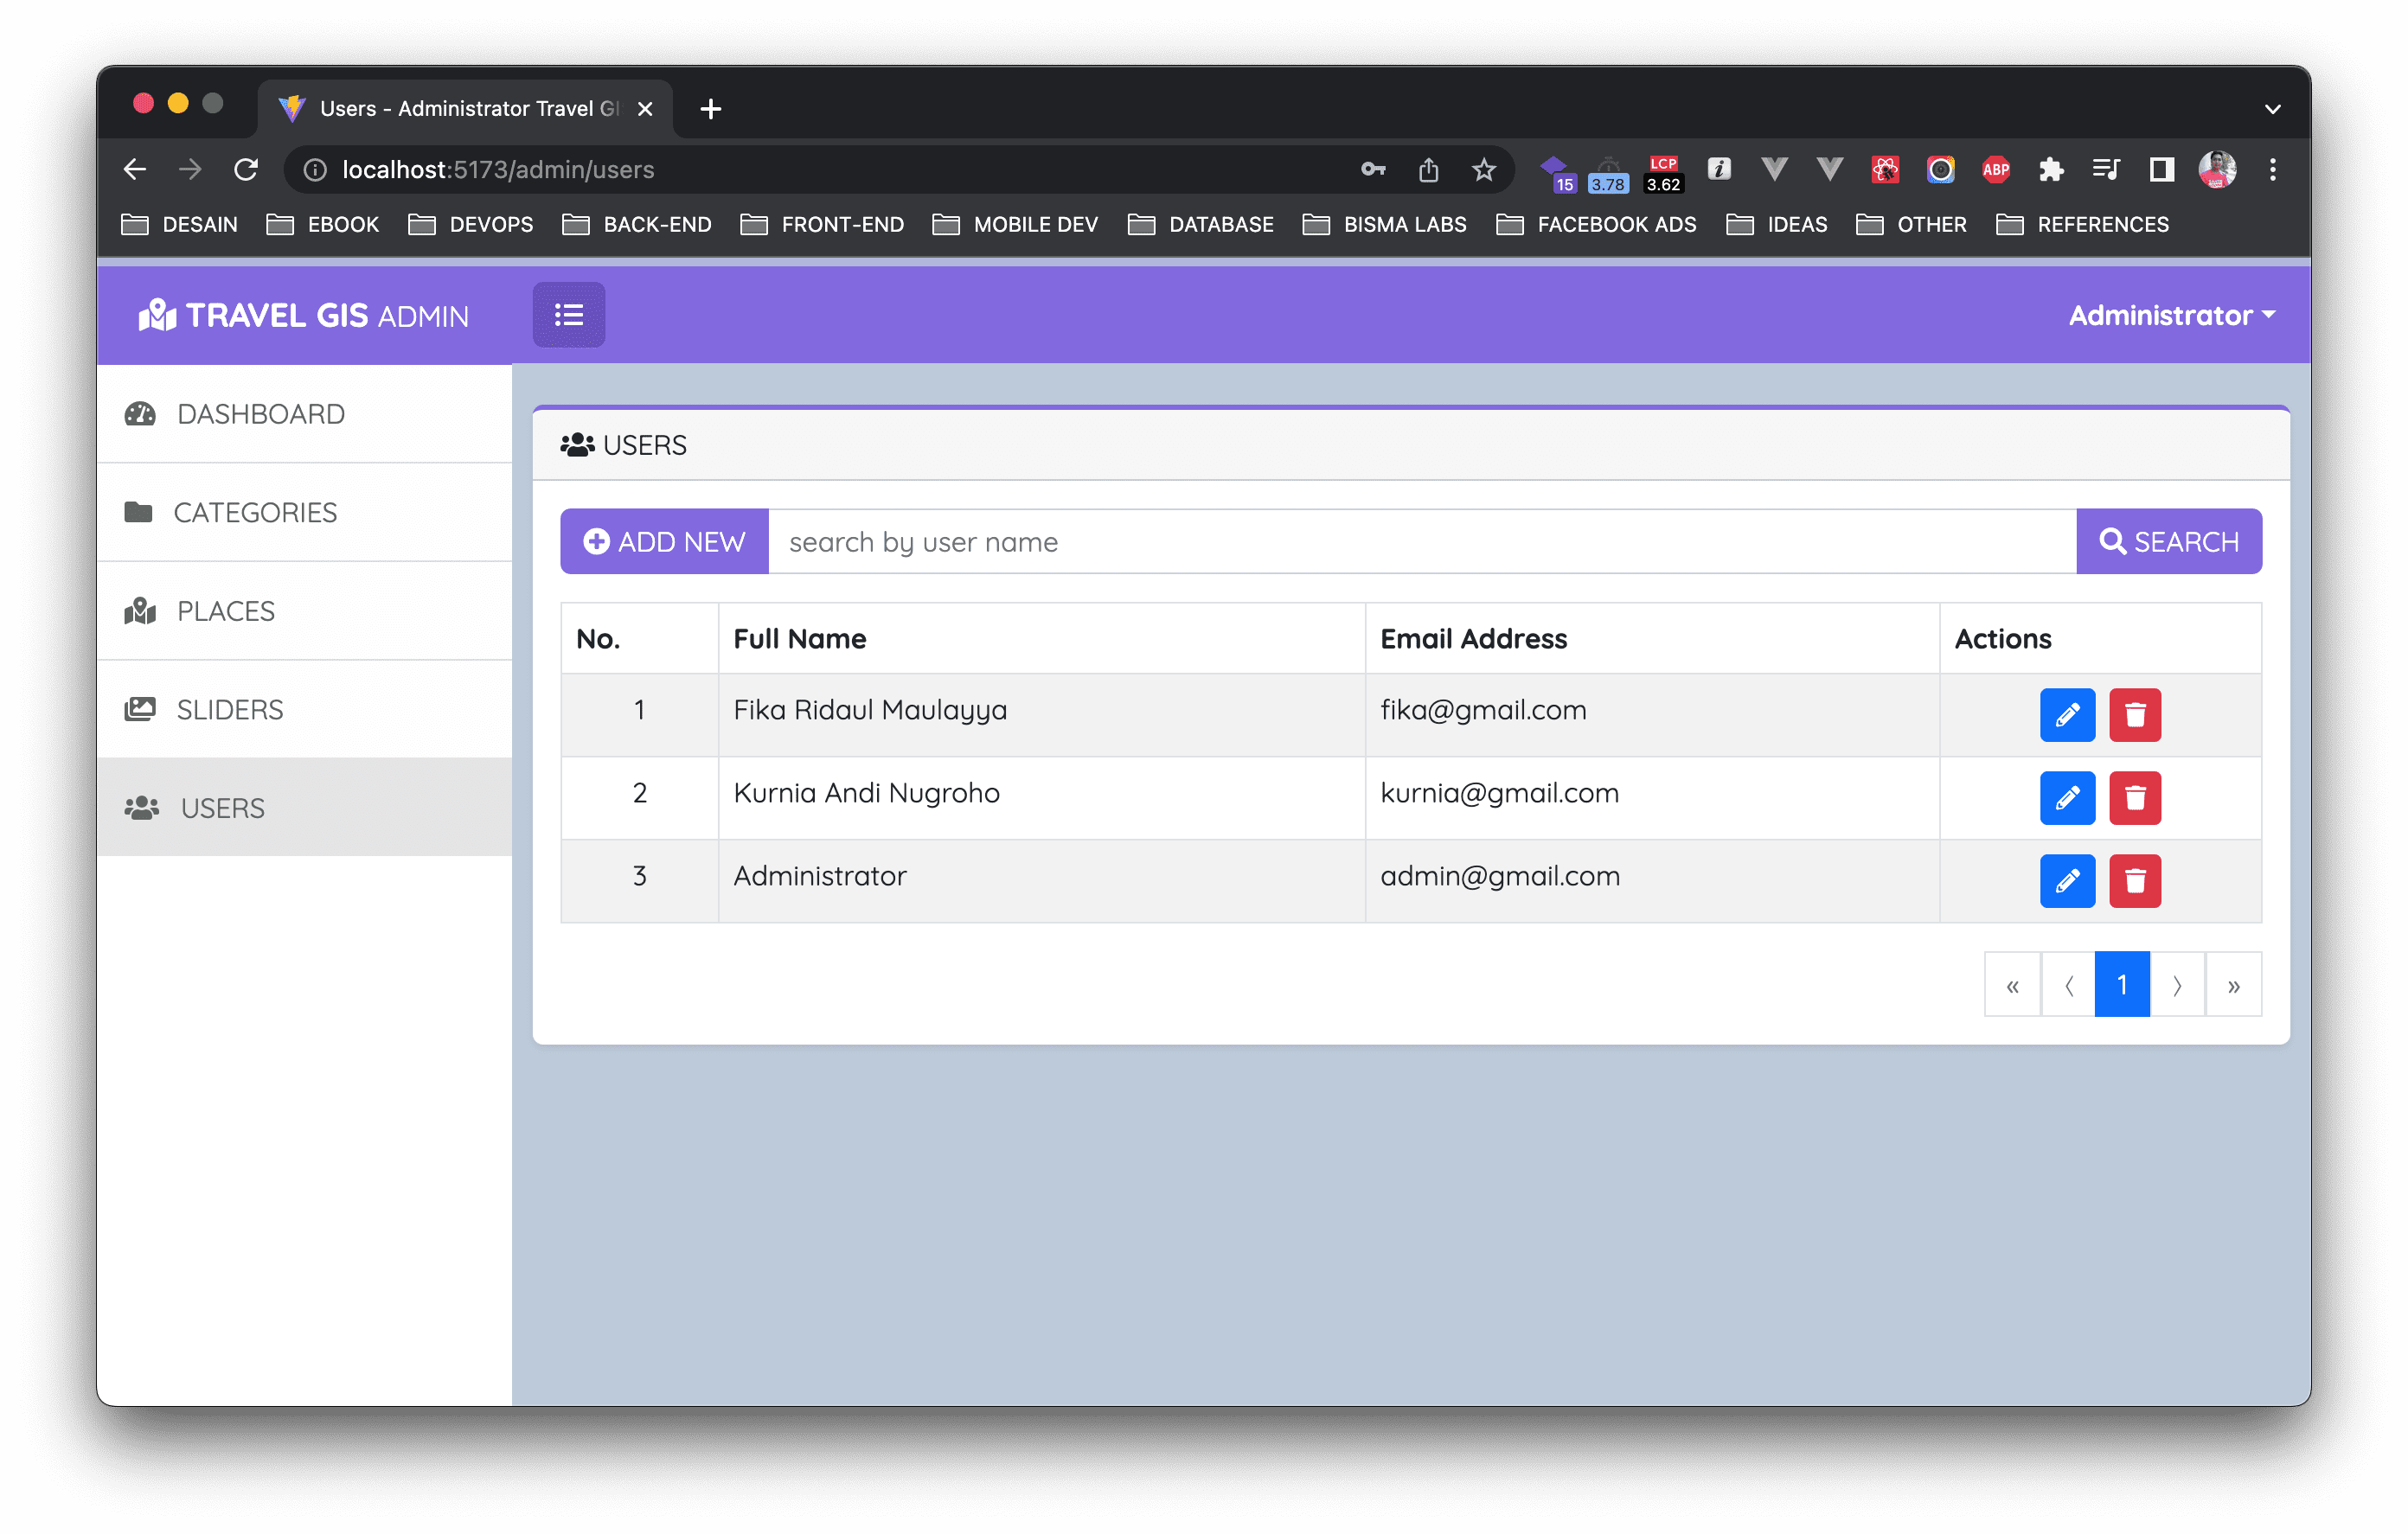 Users - Administrator Travel GI
localhost:5173/admin/users
15 3.78 LCP 3.62 i ABP
DESAIN EBOOK DEVOPS BACK-END FRONT-END MOBILE DEV DATABASE BISMA LABS FACEBOOK ADS IDEAS OTHER REFERENCES
TRAVEL GIS ADMIN
Administrator
DASHBOARD
CATEGORIES
PLACES
SLIDERS
USERS
USERS
ADD NEW search by user name SEARCH
No. Full Name Email Address Actions
1 Fika Ridaul Maulayya fika@gmail.com
2 Kurnia Andi Nugroho kurnia@gmail.com
3 Administrator admin@gmail.com
« ‹ 1 › »